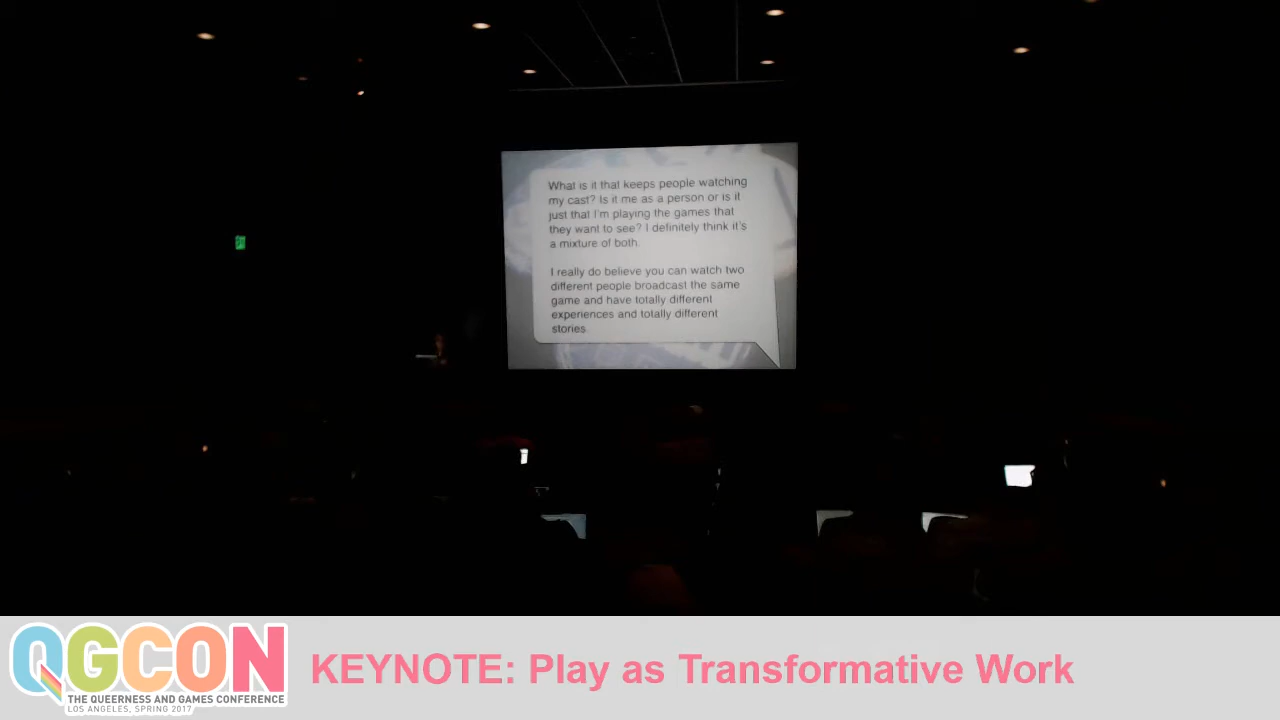 What is it that keeps people watching
my cast? Is it me as a person or is it
just that I'm playing the games that
they want to see? I definitely think it's
a mixture of both.
I really do believe you can watch two
different people broadcast the same
game and have totally different
experiences and totally different
stories.
QGCON
THE QUEERNESS AND GAMES CONFERENCE
LOS ANGELES, SPRING 2017
KEYNOTE: Play as Transformative Work